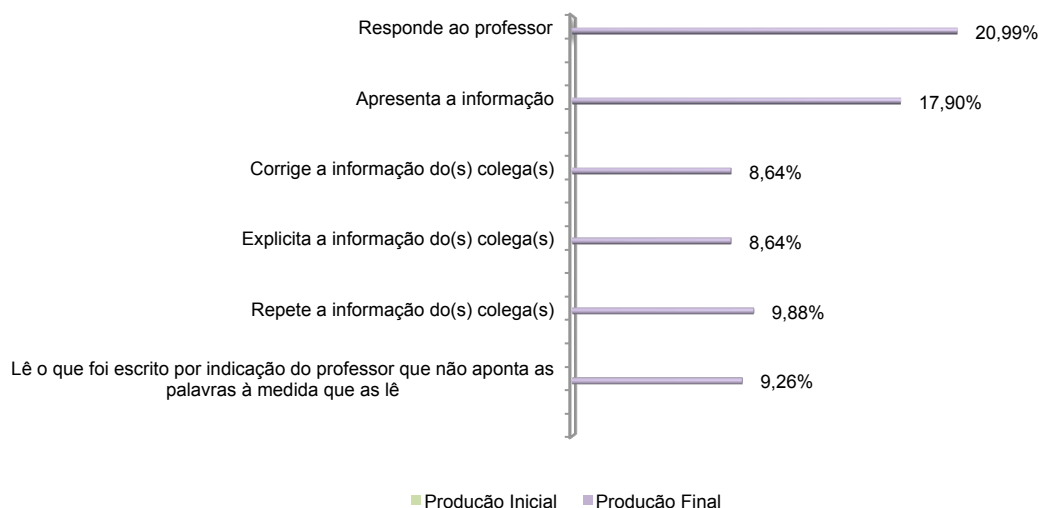 Responde ao professor 20,99%
Apresenta a informação 17,90%
Corrige a informação do(s) colega(s) 8,64%
Explicita a informação do(s) colega(s) 8,64%
Repete a informação do(s) colega(s) 9,88%
Lê o que foi escrito por indicação do professor que não aponta as
palavras à medida que as lê 9,26%
Produção Inicial Produção Final